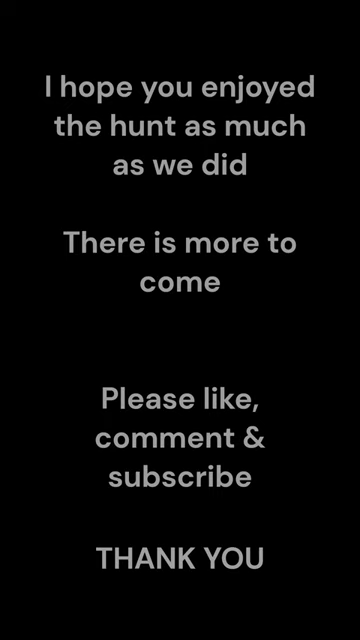 I hope you enjoyed
the hunt as much
as we did
There is more to
come
Please like,
comment &
subscribe
THANK YOU